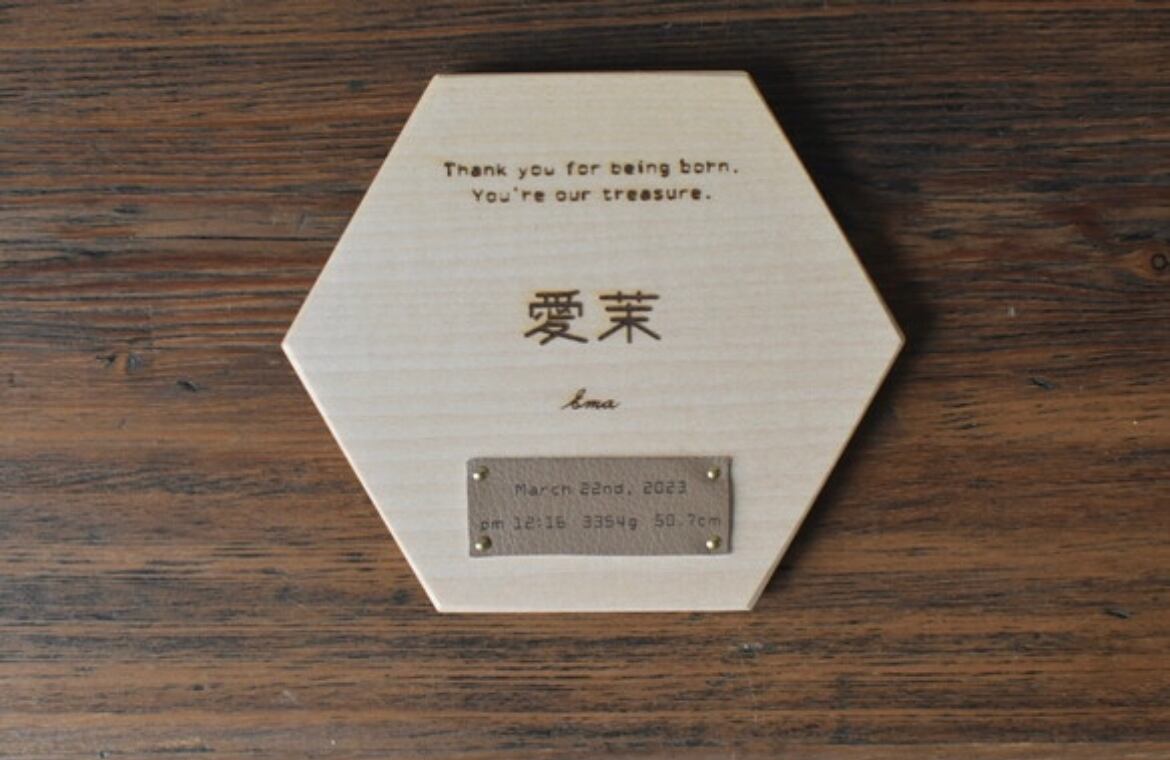 Thank you for being born.
You're our treasure.
愛茉
Ema
March 22nd, 2023
pm 12:16 3354g 50.7cm